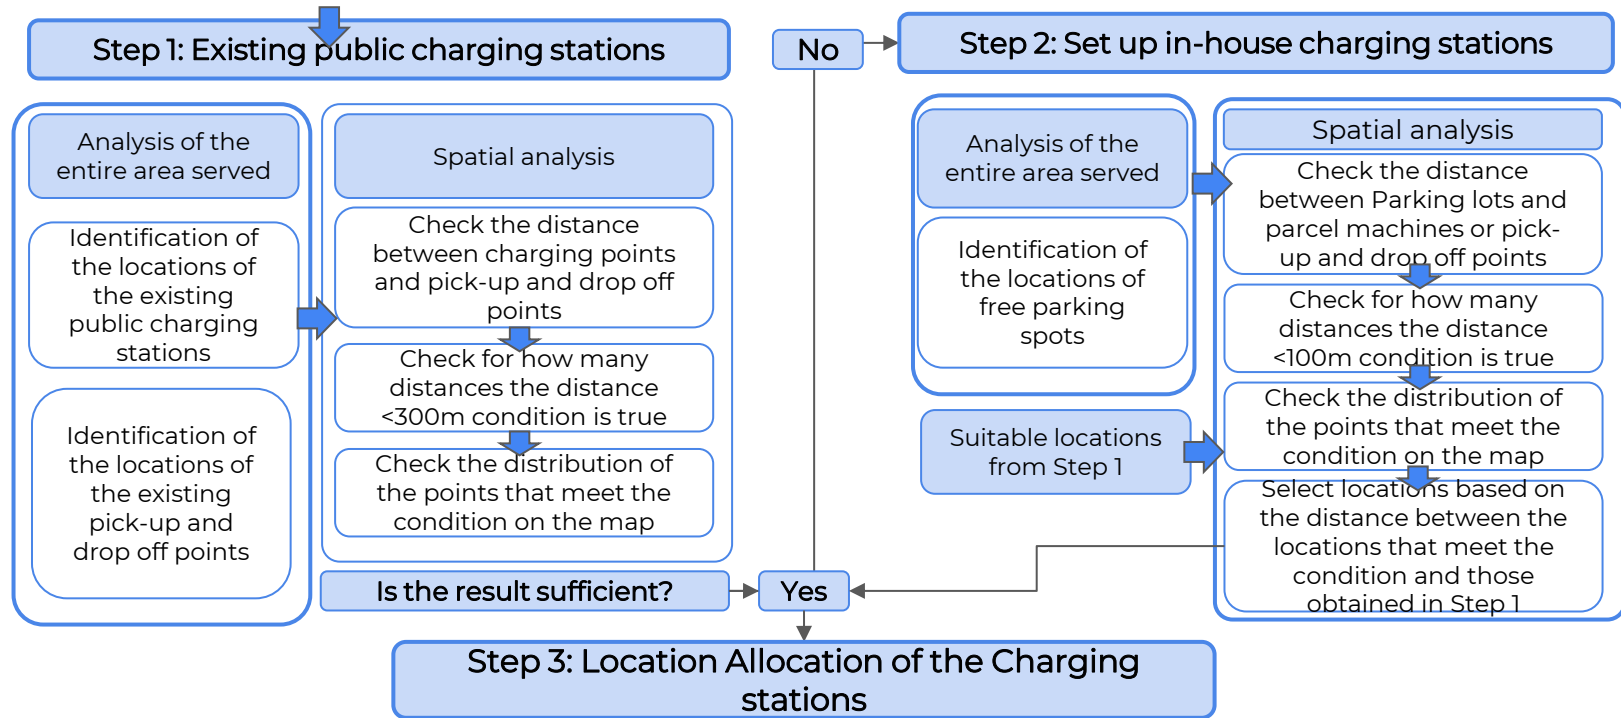 Step 1: Existing public charging stations
Analysis of the
entire area served
Identification of
the locations of
the existing
public charging
stations
Identification of
the locations of
the existing
pick-up and
drop off points
Spatial analysis
Check the distance
between charging points
and pick-up and drop off
points
Check for how many
distances the distance
<300m condition is true
Check the distribution of
the points that meet the
condition on the map
Is the result sufficient?
No
Yes
Step 2: Set up in-house charging stations
Analysis of the
entire area served
Identification of
the locations of
free parking
spots
Suitable locations
from Step 1
Spatial analysis
Check the distance
between Parking lots and
parcel machines or pick-
up and drop off points
Check for how many
distances the distance
<100m condition is true
Check the distribution of
the points that meet the
condition on the map
Select locations based on
the distance between the
locations that meet the
condition and those
obtained in Step 1
Step 3: Location Allocation of the Charging
stations